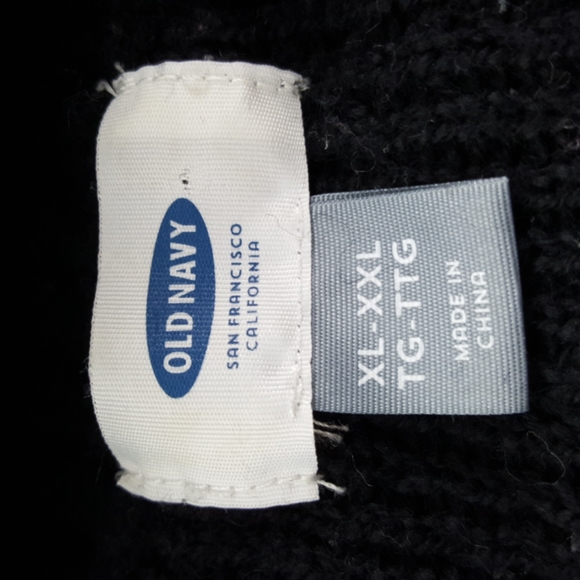 OLD NAVY
SAN FRANCISCO
CALIFORNIA
XL-XXL
TG-TTG
MADE IN
CHINA